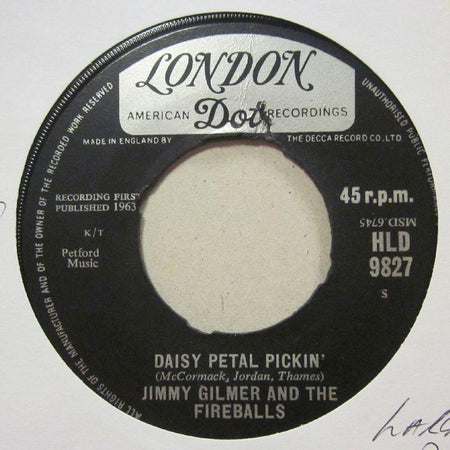 LONDON
AMERICAN Dot RECORDINGS
MADE IN ENGLAND BY THE DECCA RECORD CO. LTD.
ALL RIGHTS OF THE MANUFACTURER AND OF THE OWNER OF THE RECORDED WORK RESERVED
UNAUTHORISED PUBLIC
RECORDING FIRST
PUBLISHED 1963
K/T
Petford
Music
45 r.p.m.
MSD.6745
HLD
9827
S
DAISY PETAL PICKIN'
(McCormack, Jordan, Thames)
JIMMY GILMER AND THE
FIREBALLS